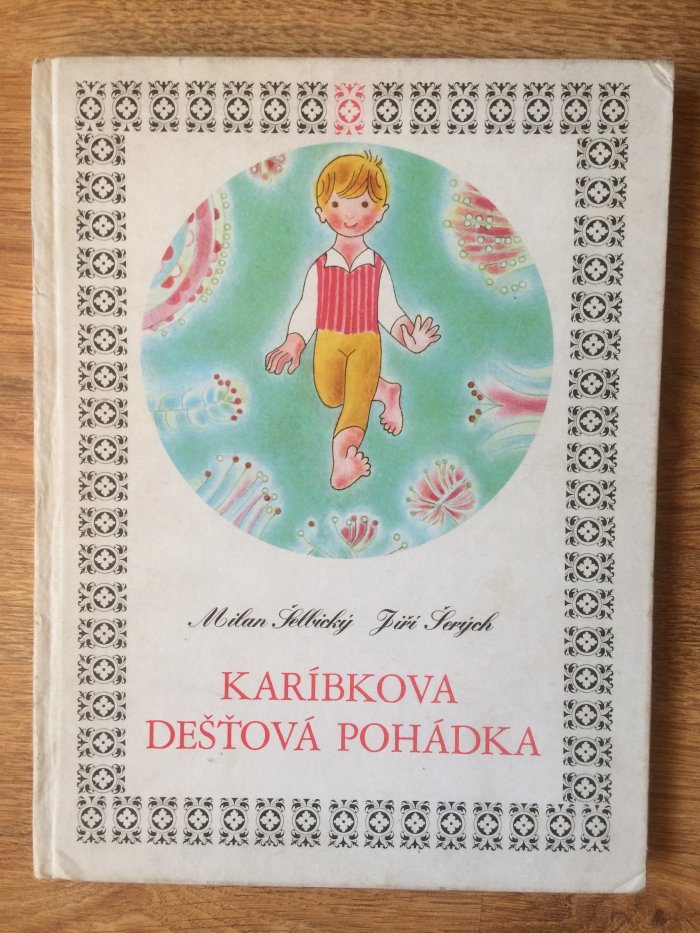 Milan Šelbický Jiří Šerých
KARÍBKOVA
DEŠŤOVÁ POHÁDKA